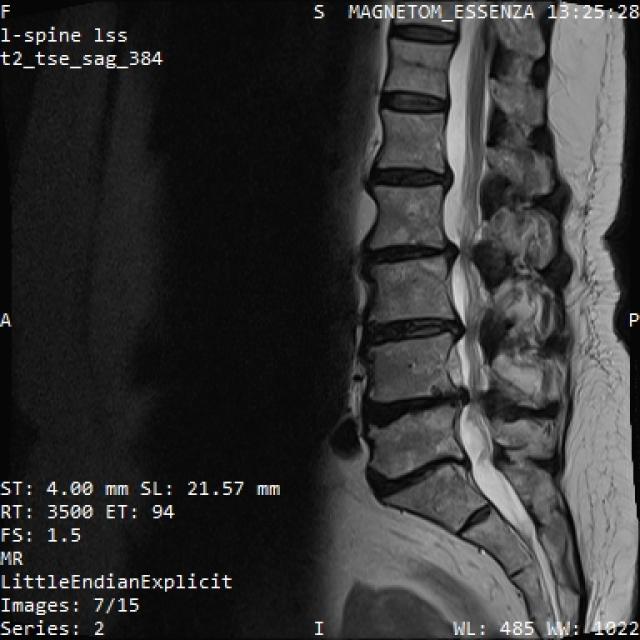 F
S MAGNETOM_ESSENZA 13:25:28
l-spine lss
t2_tse_sag_384
A
P
ST: 4.00 mm SL: 21.57 mm
RT: 3500 ET: 94
FS: 1.5
MR
LittleEndianExplicit
Images: 7/15
Series: 2
I
WL: 485 WW: 1022